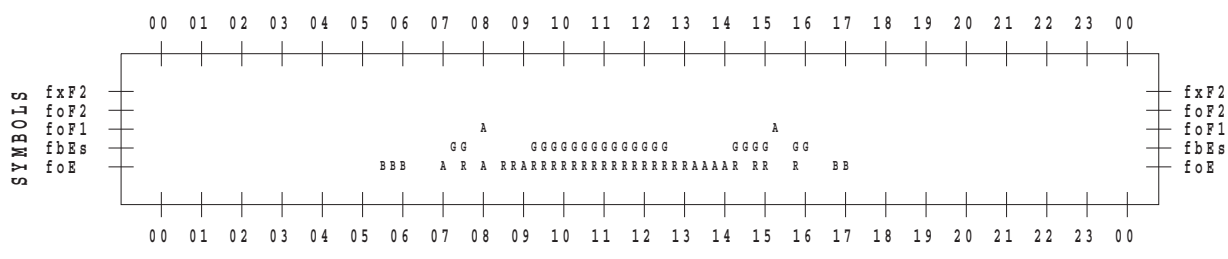 00 01 02 03 04 05 06 07 08 09 10 11 12 13 14 15 16 17 18 19 20 21 22 23 00
SYMBOLS
fxF2 fxF2
foF2 foF2
foF1 A A foF1
fbEs GG GGGGGGGGGGGGGG GGGG GG fbEs
foE BBB A R A RRARRRRRRRRRRRRRRRRAAAAR RR R BB foE
00 01 02 03 04 05 06 07 08 09 10 11 12 13 14 15 16 17 18 19 20 21 22 23 00